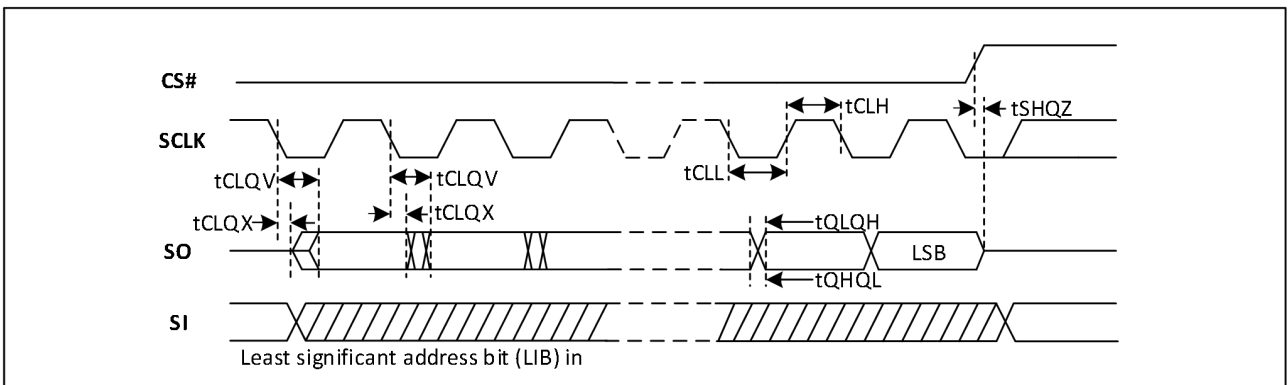 CS#
tCLH
tSHQZ
SCLK
tCLL
tCLQV
tCLQV
tCLQX
tCLQX
tQLQH
SO
LSB
tQHQL
SI
Least significant address bit (LIB) in